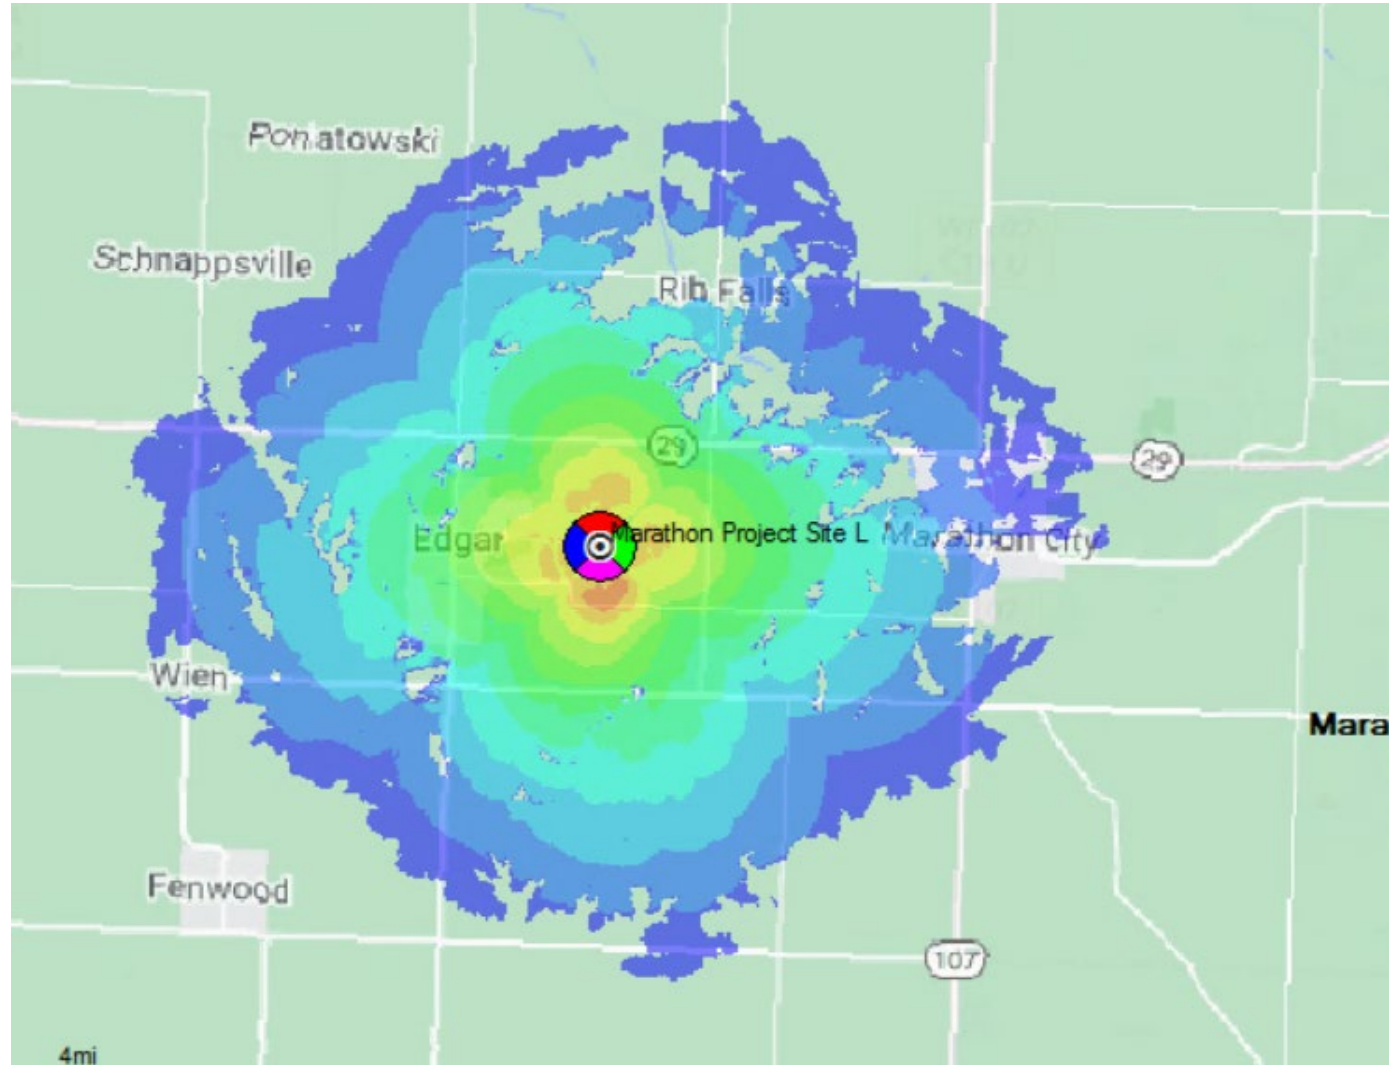 Poniatowski
Schnappsville
Rib Falls
29
29
Edgar
Marathon Project Site L
Marathon City
Wien
Mara
Fenwood
107
4mi